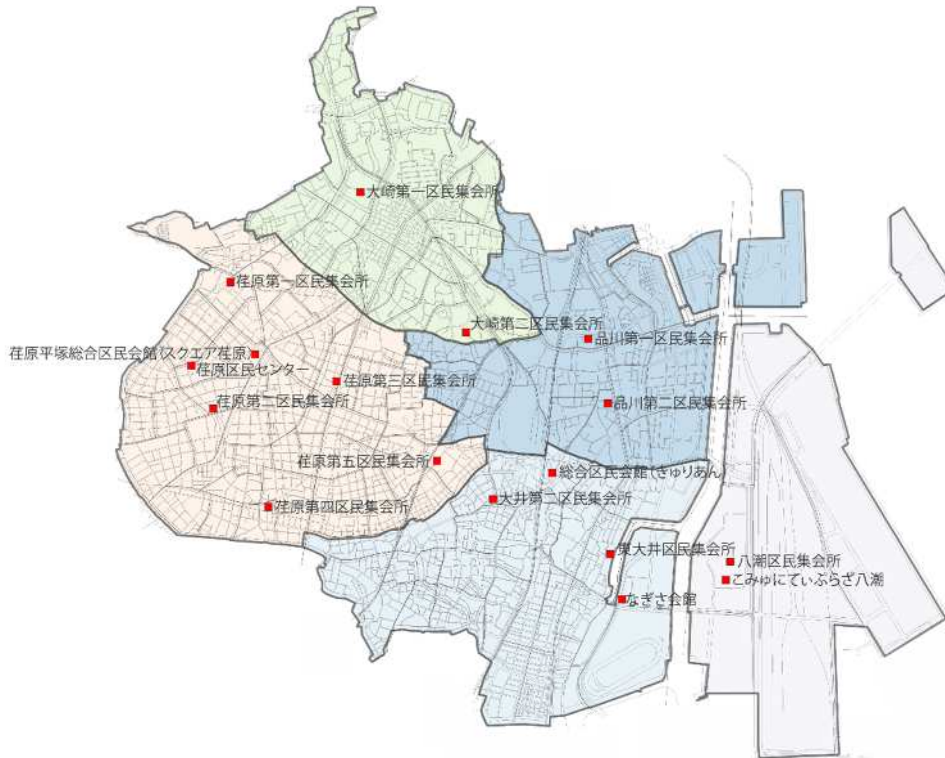 大崎第一区民集会所
荏原第一区民集会所
大崎第二区民集会所
品川第一区民集会所
荏原平塚総合区民会館(スクエア荏原)
荏原区民センター
荏原第三区民集会所
荏原第二区民集会所
品川第二区民集会所
荏原第五区民集会所
総合区民会館(きゅりあん)
大井第二区民集会所
荏原第四区民集会所
東大井区民集会所
八潮区民集会所
こみゅにてぃぷらざ八潮
なぎさ会館